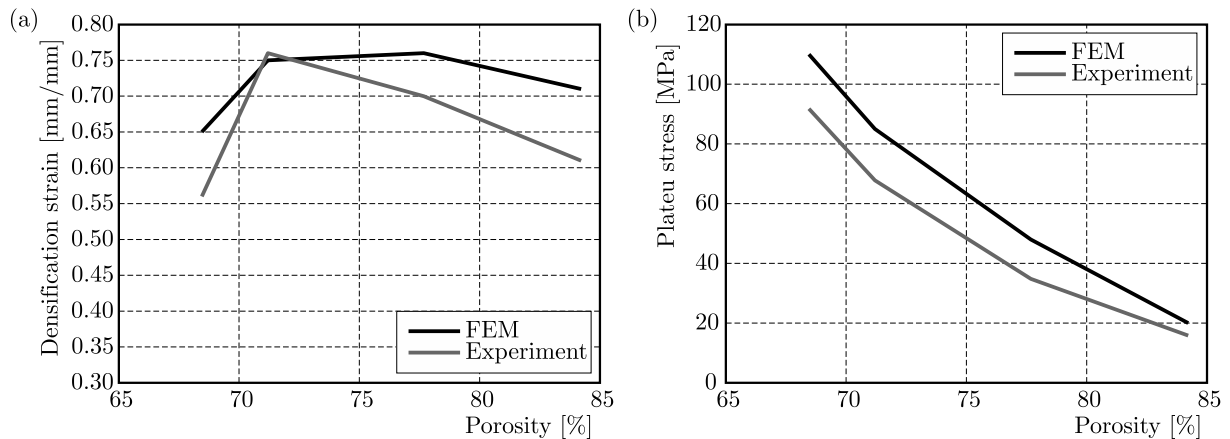 (a)
Densification strain [mm/mm]
0.80
0.75
0.70
0.65
0.60
0.55
0.50
0.45
0.40
0.35
0.30
65 70 75 80 85
Porosity [%]
FEM
Experiment
(b)
Plateu stress [MPa]
120
100
80
60
40
20
0
65 70 75 80 85
Porosity [%]
FEM
Experiment